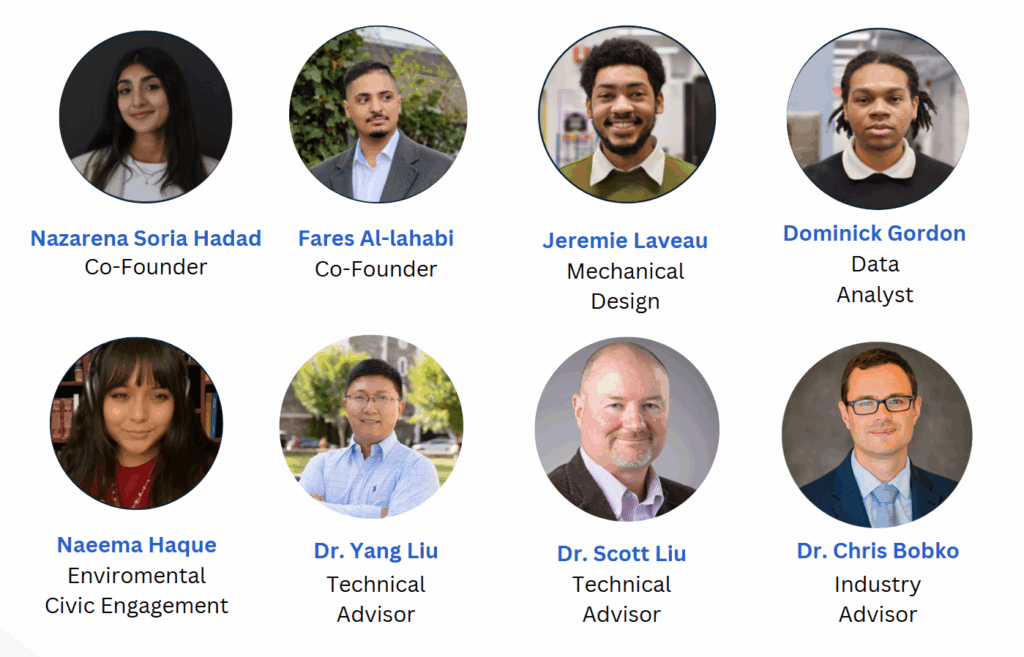 Nazarena Soria Hadad
Co-Founder
Fares Al-lahabi
Co-Founder
Jeremie Laveau
Mechanical
Design
Dominick Gordon
Data
Analyst
Naeema Haque
Enviromental
Civic Engagement
Dr. Yang Liu
Technical
Advisor
Dr. Scott Liu
Technical
Advisor
Dr. Chris Bobko
Industry
Advisor